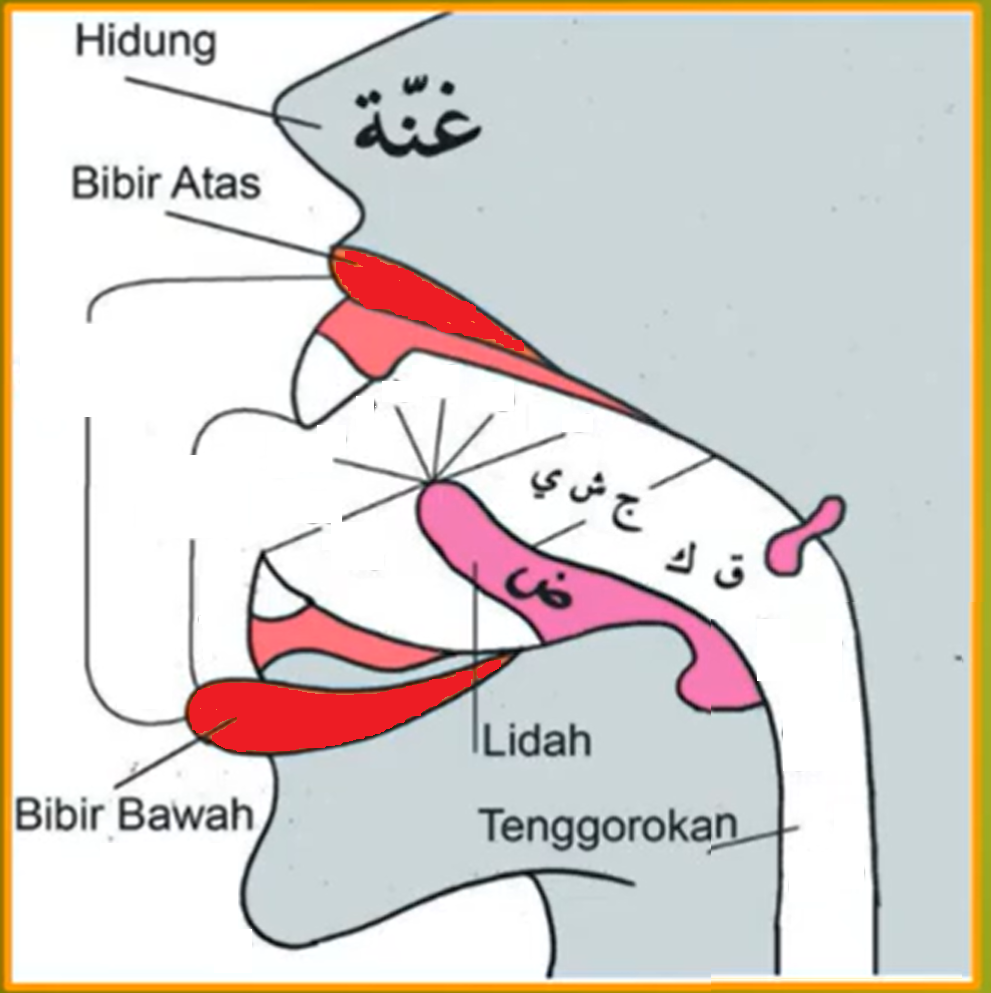 Hidung
غنّة
Bibir Atas
ج ش ي
ق ك
ض
Lidah
Bibir Bawah
Tenggorokan